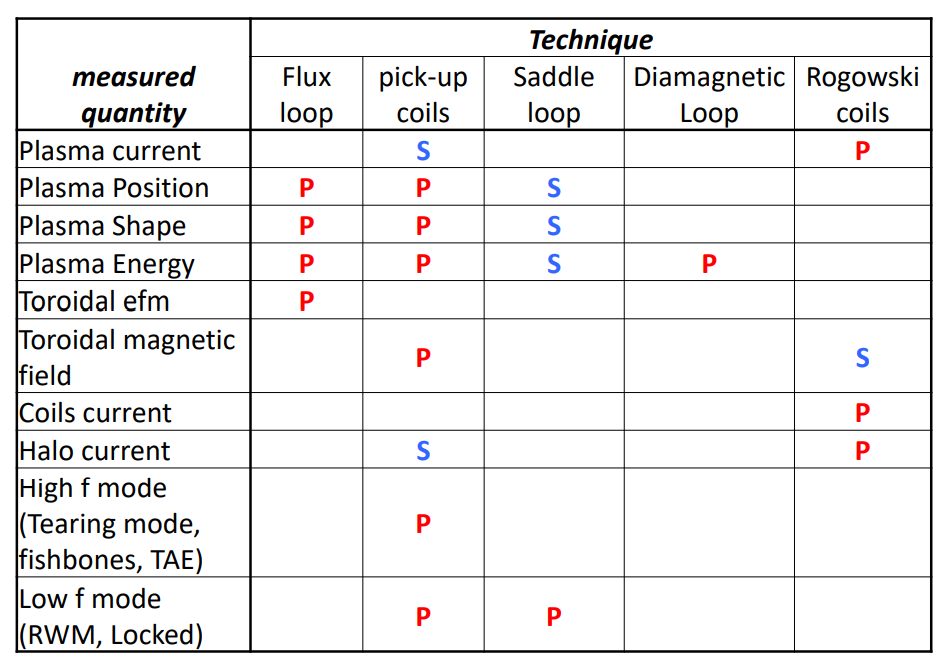 Technique
measured quantity
Flux loop
pick-up coils
Saddle loop
Diamagnetic Loop
Rogowski coils
Plasma current S P
Plasma Position P P S
Plasma Shape P P S
Plasma Energy P P S P
Toroidal efm P
Toroidal magnetic
field P S
Coils current P
Halo current S P
High f mode
(Tearing mode, P
fishbones, TAE)
Low f mode
(RWM, Locked) P P